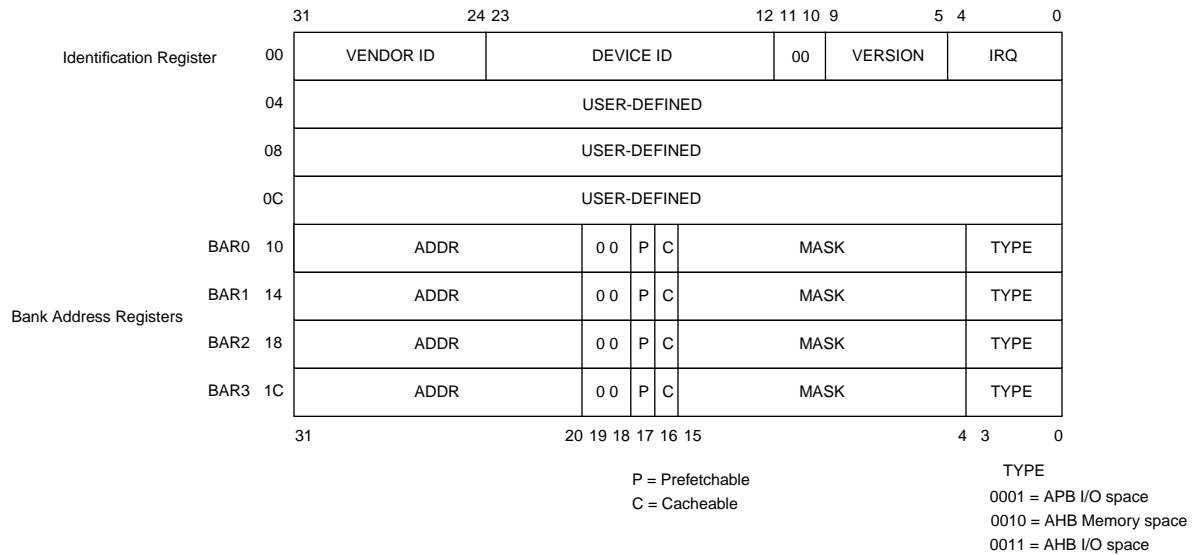 31 24 23 12 11 10 9 5 4 0
Identification Register 00 VENDOR ID DEVICE ID 00 VERSION IRQ
04 USER-DEFINED
08 USER-DEFINED
0C USER-DEFINED
BAR0 10 ADDR 0 0 P C MASK TYPE
BAR1 14 ADDR 0 0 P C MASK TYPE
Bank Address Registers
BAR2 18 ADDR 0 0 P C MASK TYPE
BAR3 1C ADDR 0 0 P C MASK TYPE
31 20 19 18 17 16 15 4 3 0
P = Prefetchable
C = Cacheable
TYPE
0001 = APB I/O space
0010 = AHB Memory space
0011 = AHB I/O space